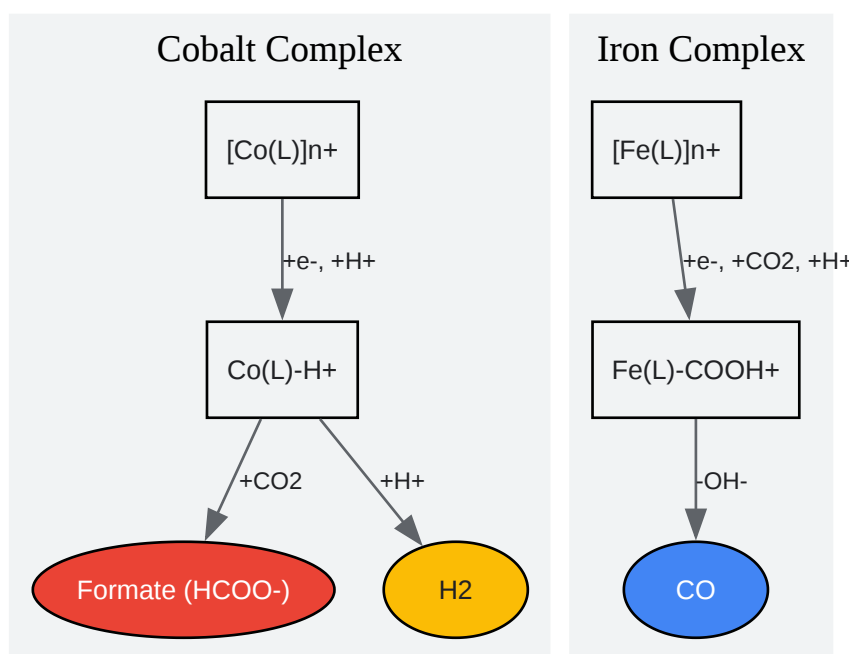 Cobalt Complex
[Co(L)]n+
+e-, +H+
Co(L)-H+
+CO2
+H+
Formate (HCOO-)
H2
Iron Complex
[Fe(L)]n+
+e-, +CO2, +H+
Fe(L)-COOH+
-OH-
CO